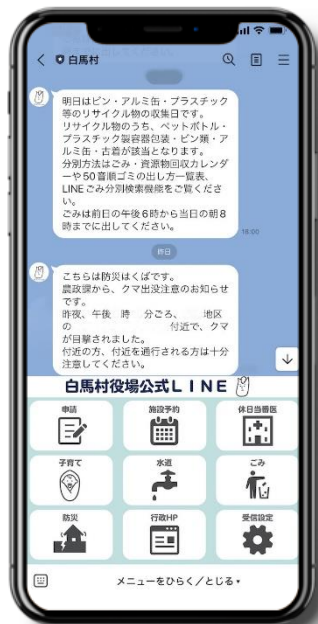 白馬村
明日はビン・アルミ缶・プラスチック
等のリサイクル物の収集日です。
リサイクル物のうち、ペットボトル・
プラスチック製容器包装・ビン類・ア
ルミ缶・古着が該当となります。
分別方法はごみ・資源物回収カレンダ
ーや50音順ゴミの出し方一覧表、
LINEごみ分別検索機能をご覧くださ
い。
ごみは前日の午後6時から当日の朝8
時までに出してください。
16:00
昨日
こちらは防災はくばです。
農政課から、クマ出没注意のお知らせ
です。
昨夜、午後 時 分ごろ、 地区
の 付近で、クマ
が目撃されました。
付近の方、付近を通行される方は十分
注意してください。
白馬村役場公式LINE
申請 施設予約 休日当番医
子育て 水道 ごみ
防災 行政HP 受信設定
メニューをひらく/とじる▾